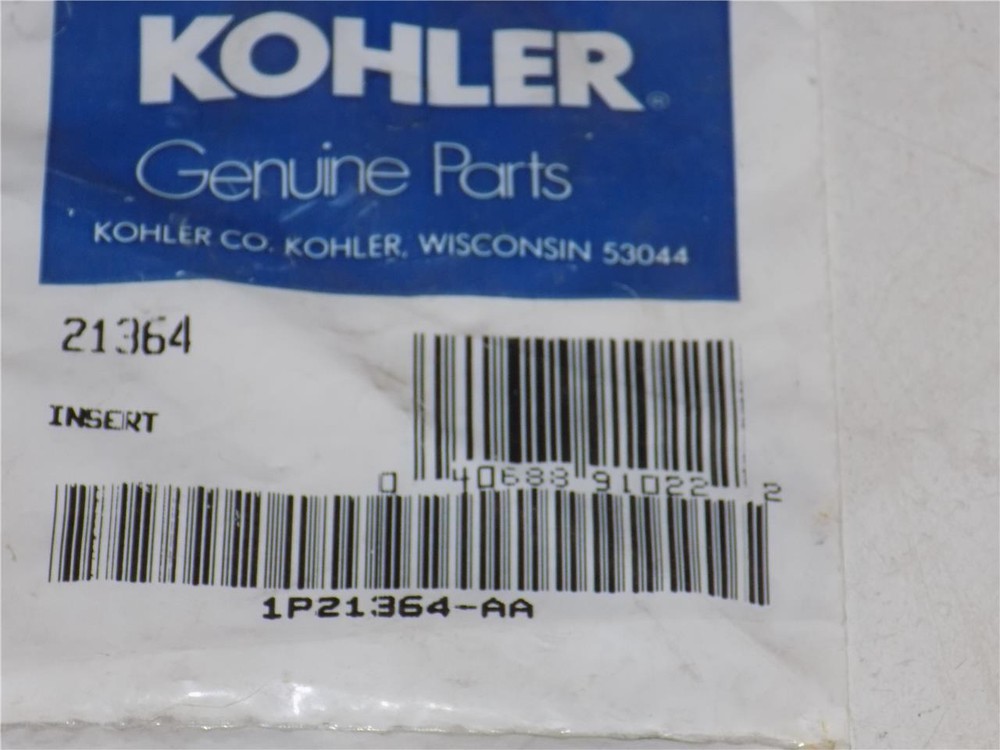 KOHLER®
Genuine Parts
KOHLER CO. KOHLER, WISCONSIN 53044
21364
INSERT
0 40688 91022 2
1P21364-AA